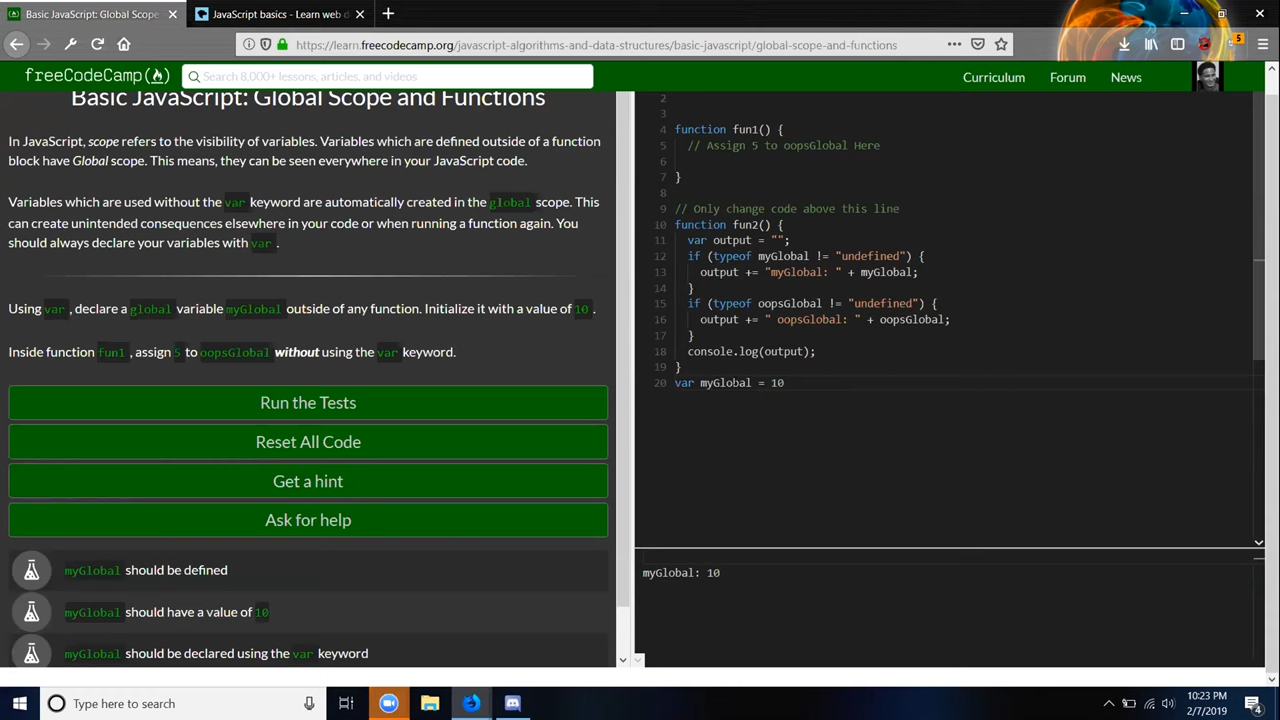 Basic JavaScript: Global Scope
JavaScript basics - Learn web d
https://learn.freecodecamp.org/javascript-algorithms-and-data-structures/basic-javascript/global-scope-and-functions
5
freeCodeCamp
Search 8,000+ lessons, articles, and videos
Curriculum
Forum
News
Basic JavaScript: Global Scope and Functions
In JavaScript, scope refers to the visibility of variables. Variables which are defined outside of a function
block have Global scope. This means, they can be seen everywhere in your JavaScript code.
Variables which are used without the var keyword are automatically created in the global scope. This
can create unintended consequences elsewhere in your code or when running a function again. You
should always declare your variables with var .
Using var , declare a global variable myGlobal outside of any function. Initialize it with a value of 10 .
Inside function fun1 , assign 5 to oopsGlobal without using the var keyword.
Run the Tests
Reset All Code
Get a hint
Ask for help
myGlobal should be defined
myGlobal should have a value of 10
myGlobal should be declared using the var keyword
2
3
4 function fun1() {
5 // Assign 5 to oopsGlobal Here
6
7 }
8
9 // Only change code above this line
10 function fun2() {
11 var output = "";
12 if (typeof myGlobal != "undefined") {
13 output += "myGlobal: " + myGlobal;
14 }
15 if (typeof oopsGlobal != "undefined") {
16 output += " oopsGlobal: " + oopsGlobal;
17 }
18 console.log(output);
19 }
20 var myGlobal = 10
myGlobal: 10
Type here to search
10:23 PM
2/7/2019
4